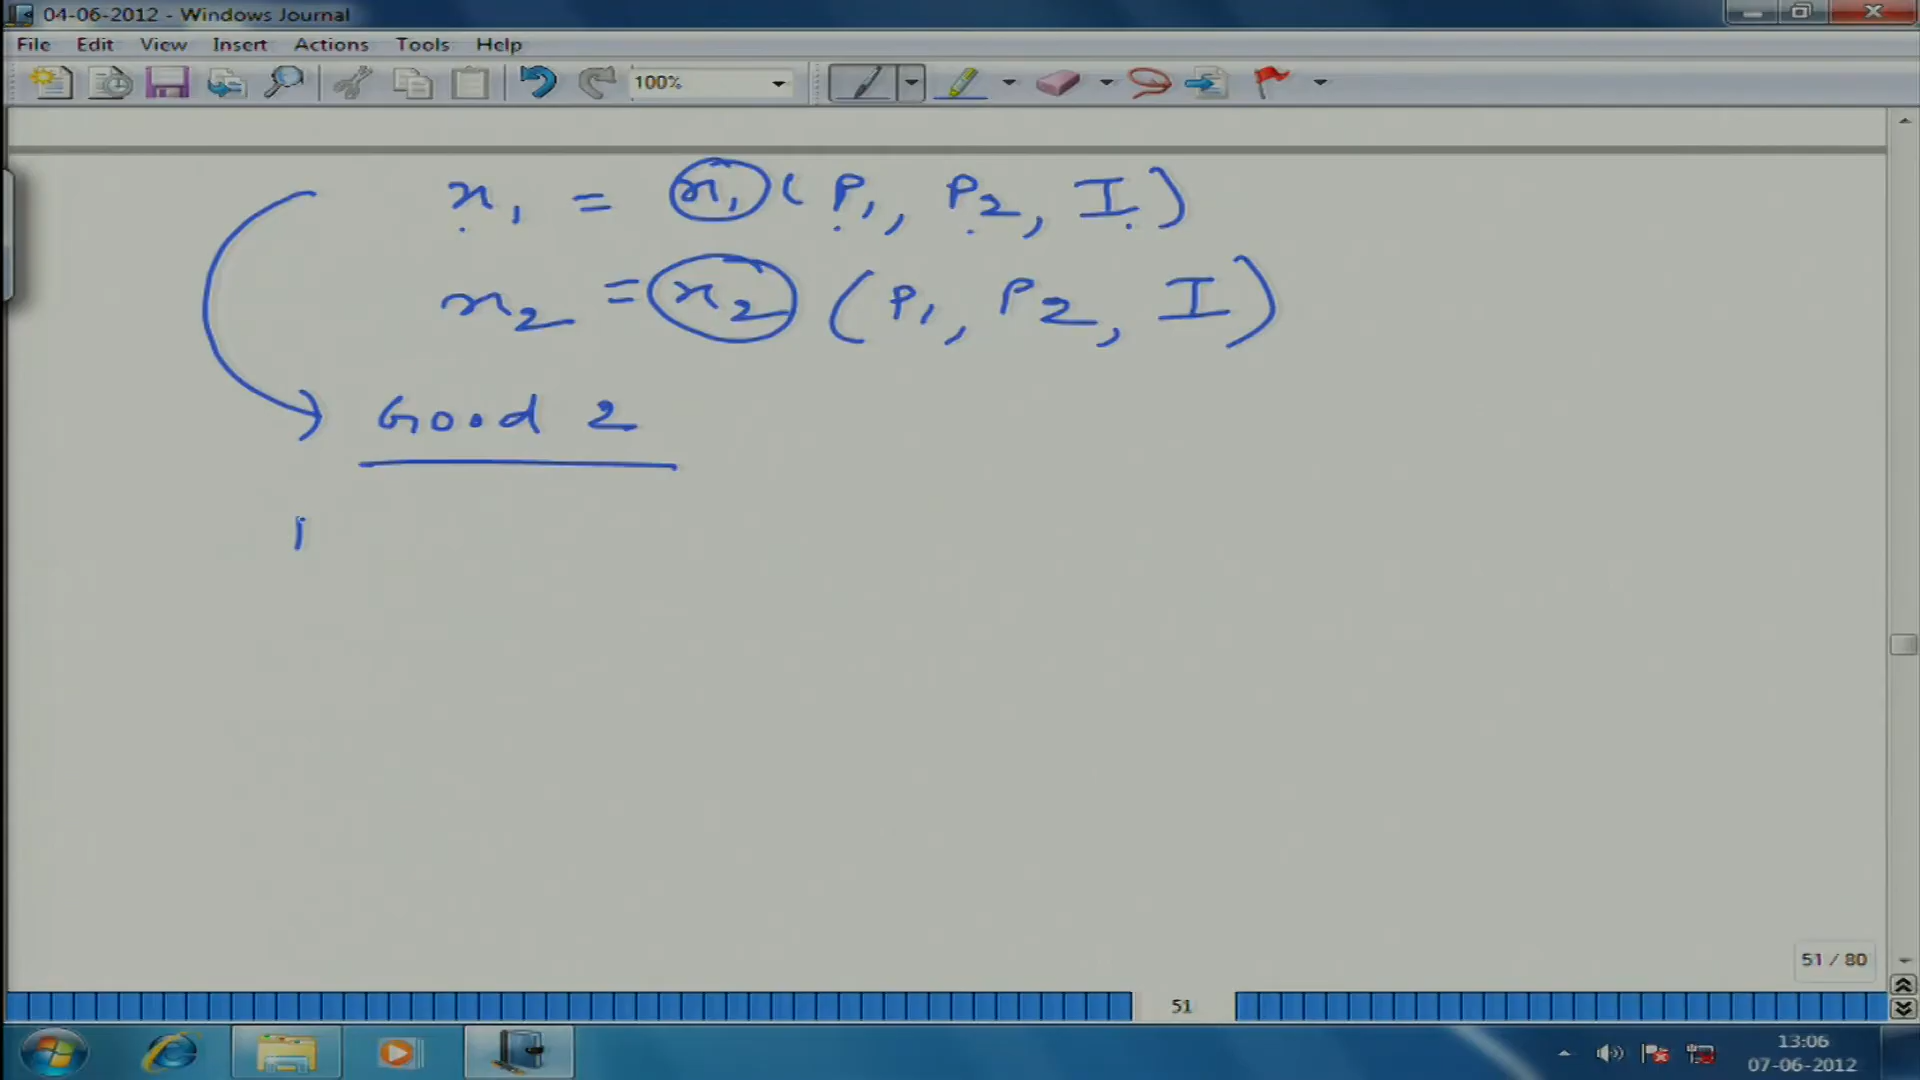 04-06-2012 - Windows Journal
File Edit View Insert Actions Tools Help
100%
x₁ = x₁ ( P₁, P₂, I )
x₂ = x₂ ( P₁, P₂, I )
Good 2
51 / 80
51
13:06
07-06-2012